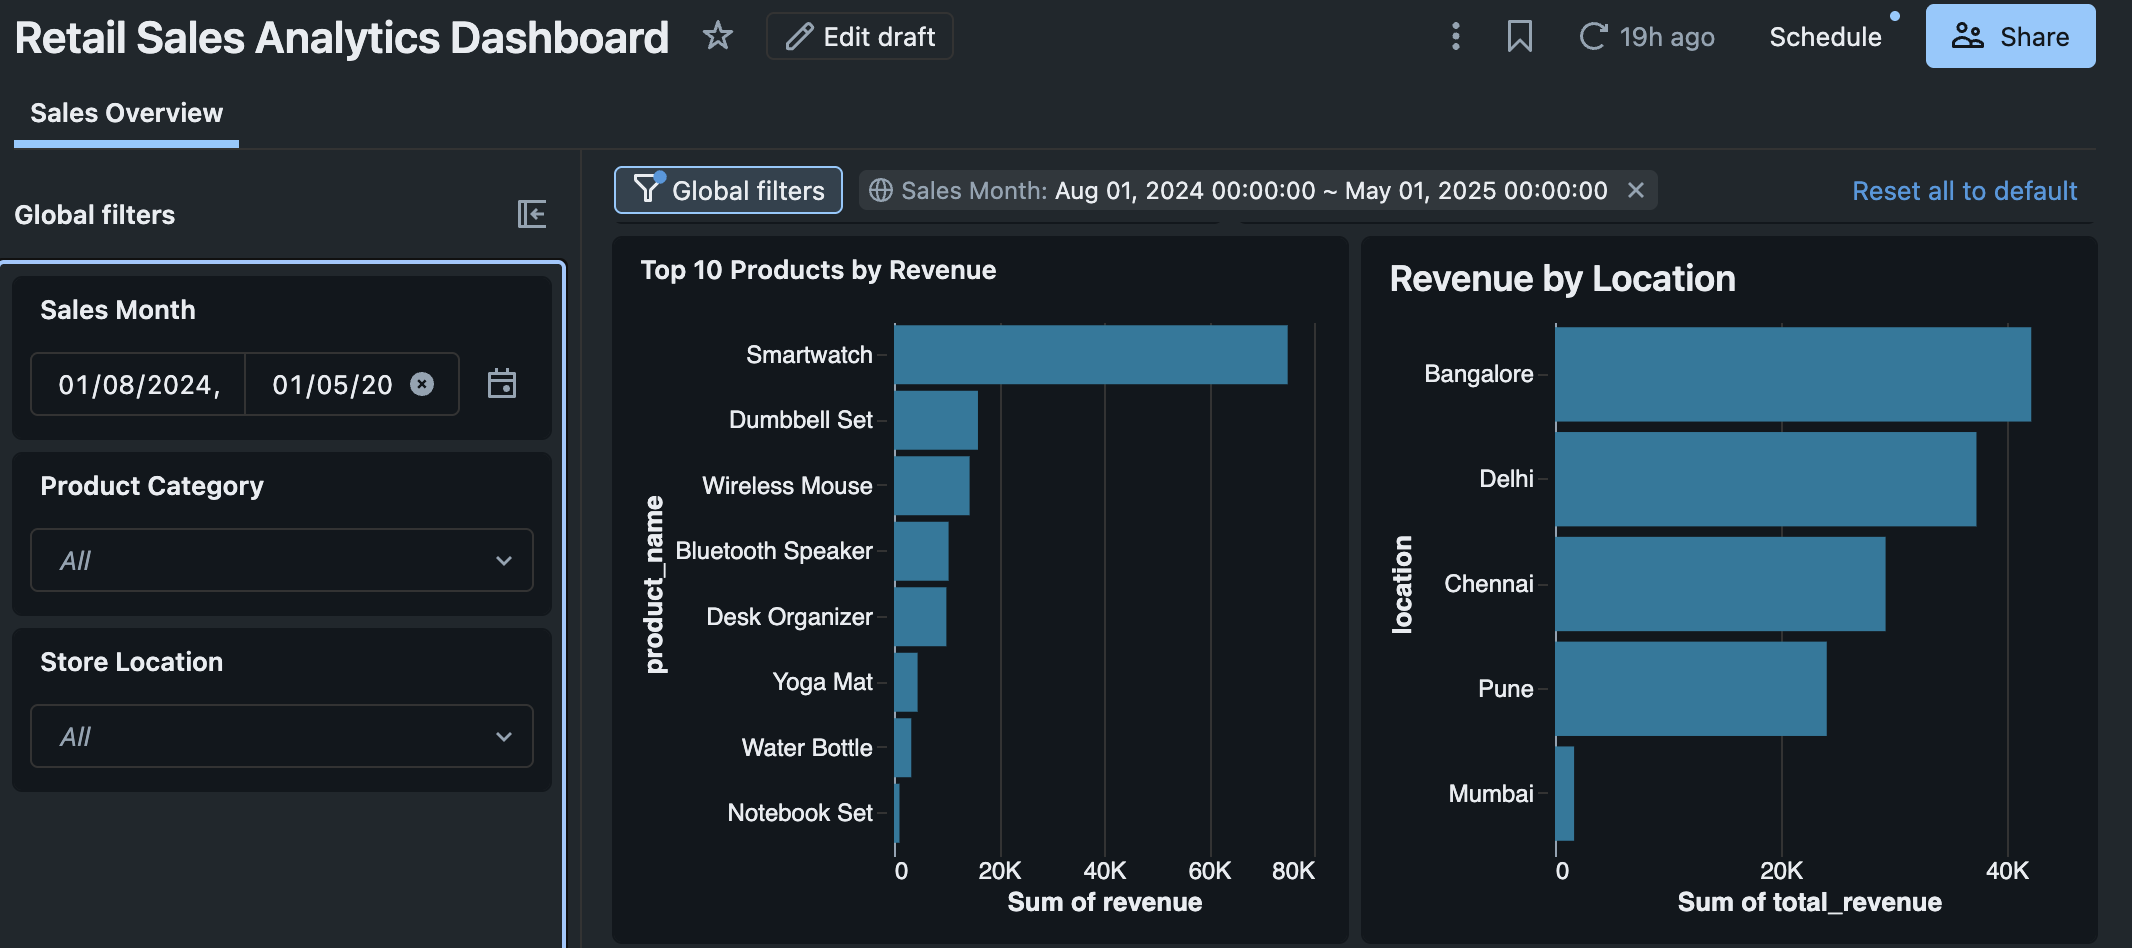 Retail Sales Analytics Dashboard
Edit draft
19h ago
Schedule
Share
Sales Overview
Global filters
Sales Month
01/08/2024,
01/05/20
Product Category
All
Store Location
All
Global filters
Sales Month: Aug 01, 2024 00:00:00 ~ May 01, 2025 00:00:00
Reset all to default
Top 10 Products by Revenue
product_name
Smartwatch
Dumbbell Set
Wireless Mouse
Bluetooth Speaker
Desk Organizer
Yoga Mat
Water Bottle
Notebook Set
0 20K 40K 60K 80K
Sum of revenue
Revenue by Location
location
Bangalore
Delhi
Chennai
Pune
Mumbai
0 20K 40K
Sum of total_revenue